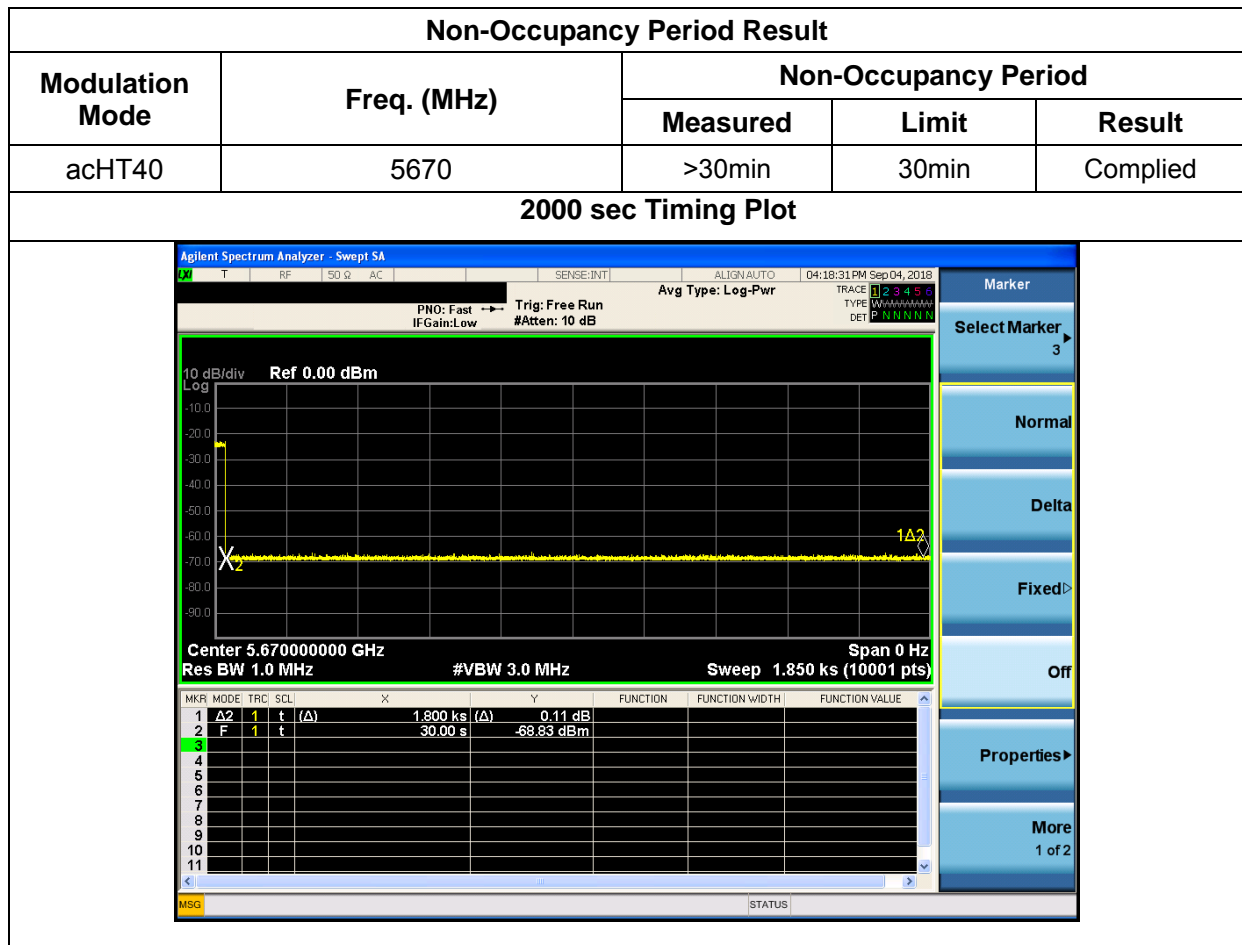 Non-Occupancy Period Result
Modulation Mode
Freq. (MHz)
Non-Occupancy Period
Measured
Limit
Result
acHT40 5670 >30min 30min Complied
2000 sec Timing Plot
Agilent Spectrum Analyzer - Swept SA
LXI T RF 50 Ω AC SENSE:INT ALIGN AUTO 04:18:31 PM Sep 04, 2018
Avg Type: Log-Pwr
TRACE 1 2 3 4 5 6
PNO: Fast Trig: Free Run
TYPE WWWWWW
IFGain:Low #Atten: 10 dB
DET P N N N N N
10 dB/div Ref 0.00 dBm
Log
-10.0
-20.0
-30.0
-40.0
-50.0
-60.0
1Δ2
-70.0
2
-80.0
-90.0
Center 5.670000000 GHz Span 0 Hz
Res BW 1.0 MHz #VBW 3.0 MHz Sweep 1.850 ks (10001 pts)
MKR MODE TRC SCL X Y FUNCTION FUNCTION WIDTH FUNCTION VALUE
1 Δ2 1 t (Δ) 1.800 ks (Δ) 0.11 dB
2 F 1 t 30.00 s -68.83 dBm
3
4
5
6
7
8
9
10
11
MSG STATUS
Marker
Select Marker
3
Normal
Delta
Fixed
Off
Properties
More
1 of 2